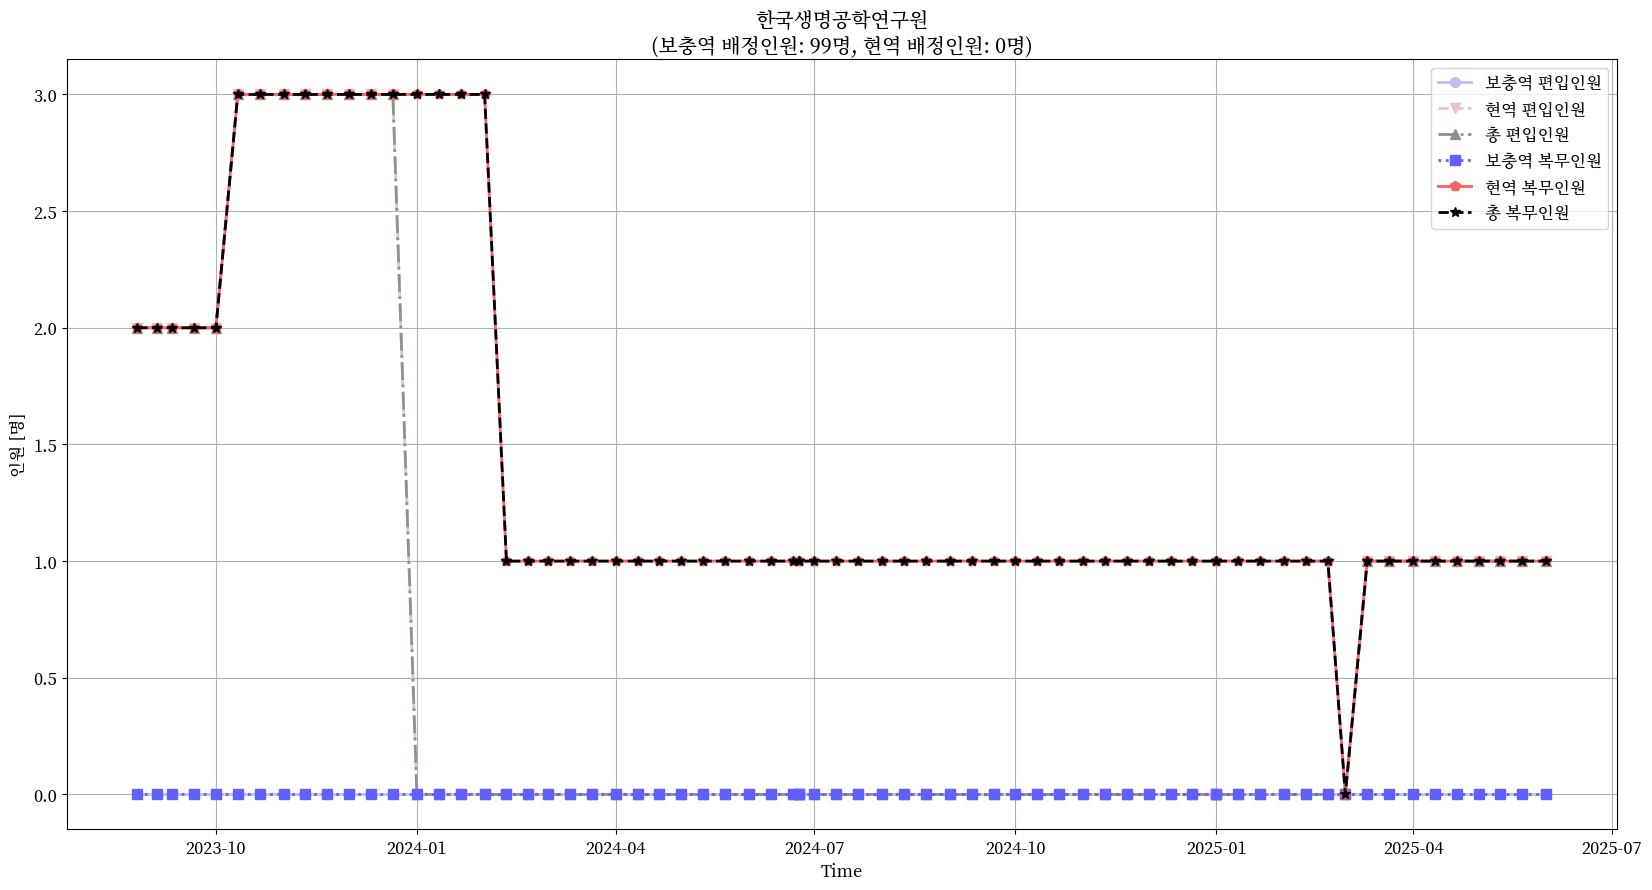 한국생명공학연구원
(보충역 배정인원: 99명, 현역 배정인원: 0명)
보충역 편입인원
현역 편입인원
총 편입인원
보충역 복무인원
현역 복무인원
총 복무인원
인원 [명]
3.0
2.5
2.0
1.5
1.0
0.5
0.0
2023-10
2024-01
2024-04
2024-07
2024-10
2025-01
2025-04
2025-07
Time